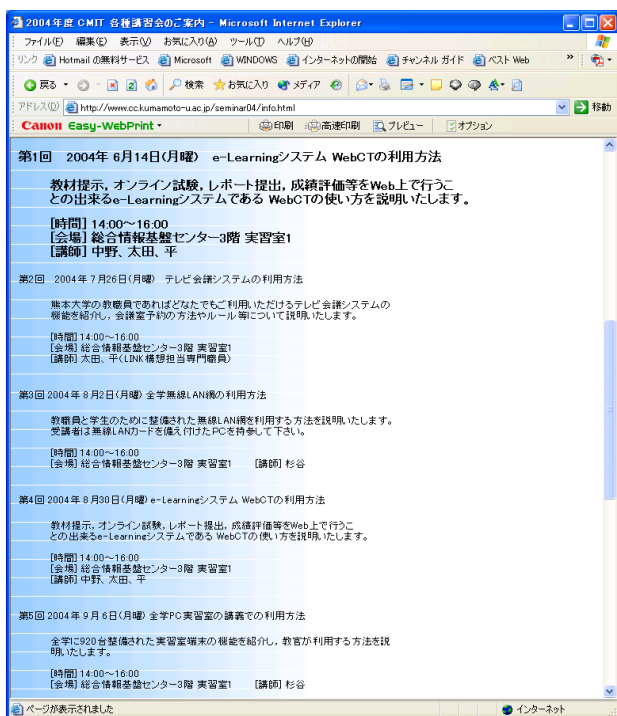 2004年度 CMIT 各種講習会のご案内 - Microsoft Internet Explorer
ファイル(F) 編集(E) 表示(V) お気に入り(A) ツール(T) ヘルプ(H)
リンク Hotmail の無料サービス Microsoft WINDOWS インターネットの開始 チャンネル ガイド ベスト Web
戻る 検索 お気に入り メディア
アドレス(D) http://www.cc.kumamoto-u.ac.jp/seminar04/info.html 移動
Canon Easy-WebPrint 印刷 高速印刷 プレビュー オプション
第1回 2004年 6月14日(月曜) e-Learningシステム WebCTの利用方法
教材提示, オンライン試験, レポート提出, 成績評価等をWeb上で行うこ
との出来るe-Learningシステムである WebCTの使い方を説明いたします。
[時間] 14:00~16:00
[会場] 総合情報基盤センター3階 実習室1
[講師] 中野、太田、平
第2回 2004年 7月26日(月曜) テレビ会議システムの利用方法
熊本大学の教職員であればどなたでもご利用いただけるテレビ会議システムの
機能を紹介し, 会議室予約の方法やルール等について説明いたします。
[時間] 14:00~16:00
[会場] 総合情報基盤センター3階 実習室1
[講師] 太田、平(LINK構想担当専門職員)
第3回 2004年 8月2日(月曜) 全学無線LAN網の利用方法
教職員と学生のために整備された無線LAN網を利用する方法を説明いたします。
受講者は無線LANカードを備え付けたPCを持参して下さい。
[時間] 14:00~16:00
[会場] 総合情報基盤センター3階 実習室1 [講師] 杉谷
第4回 2004年 8月30日(月曜) e-Learningシステム WebCTの利用方法
教材提示, オンライン試験, レポート提出, 成績評価等をWeb上で行うこ
との出来るe-Learningシステムである WebCTの使い方を説明いたします。
[時間] 14:00~16:00
[会場] 総合情報基盤センター3階 実習室1
[講師] 中野、太田、平
第5回 2004年 9月6日(月曜) 全学PC実習室の講義での利用方法
全学に920台整備された実習室端末の機能を紹介し, 教官が利用する方法を説
明いたします。
[時間] 14:00~16:00
[会場] 総合情報基盤センター3階 実習室1 [講師] 杉谷
ページが表示されました インターネット